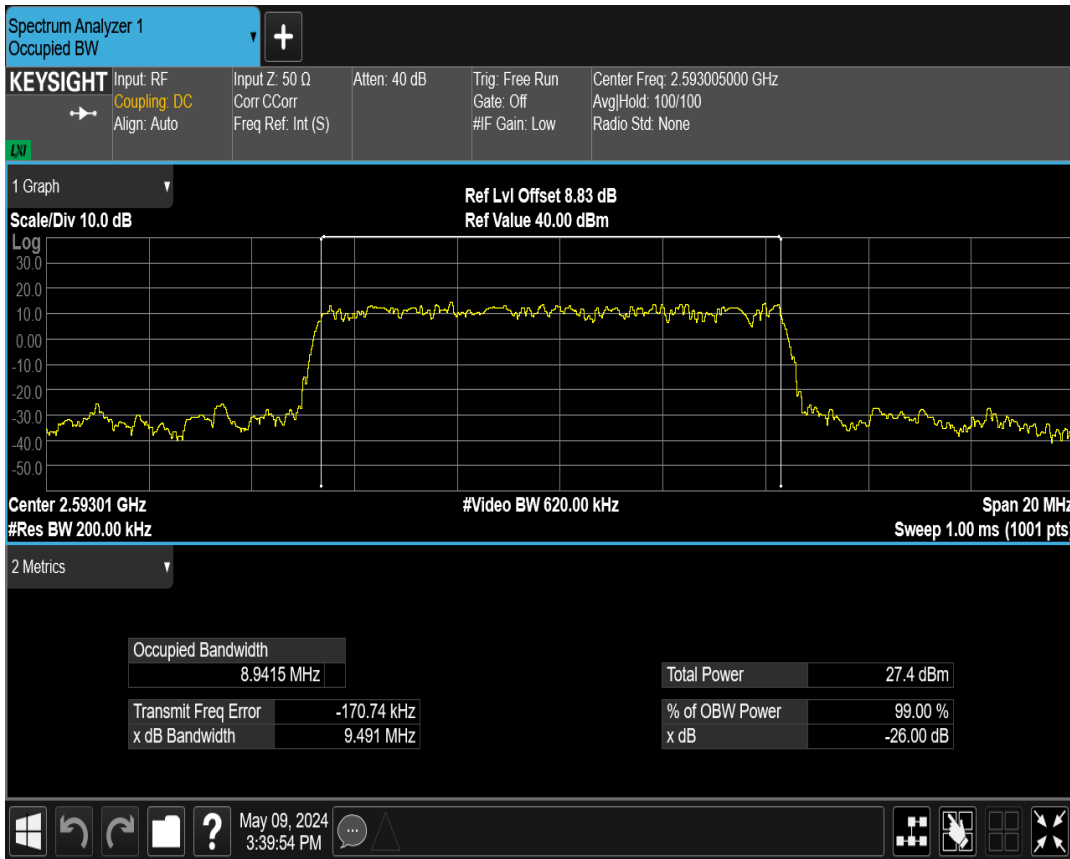 Spectrum Analyzer 1
Occupied BW
KEYSIGHT
LXI
Input: RF
Coupling: DC
Align: Auto
Input Z: 50 Ω
Corr CCorr
Freq Ref: Int (S)
Atten: 40 dB
Trig: Free Run
Gate: Off
#IF Gain: Low
Center Freq: 2.593005000 GHz
Avg|Hold: 100/100
Radio Std: None
1 Graph
Scale/Div 10.0 dB
Ref Lvl Offset 8.83 dB
Ref Value 40.00 dBm
Log
30.0
20.0
10.0
0.00
-10.0
-20.0
-30.0
-40.0
-50.0
Center 2.59301 GHz
#Video BW 620.00 kHz
Span 20 MHz
#Res BW 200.00 kHz
Sweep 1.00 ms (1001 pts)
2 Metrics
Occupied Bandwidth
8.9415 MHz
Total Power 27.4 dBm
Transmit Freq Error -170.74 kHz
% of OBW Power 99.00 %
x dB Bandwidth 9.491 MHz
x dB -26.00 dB
?
May 09, 2024
3:39:54 PM